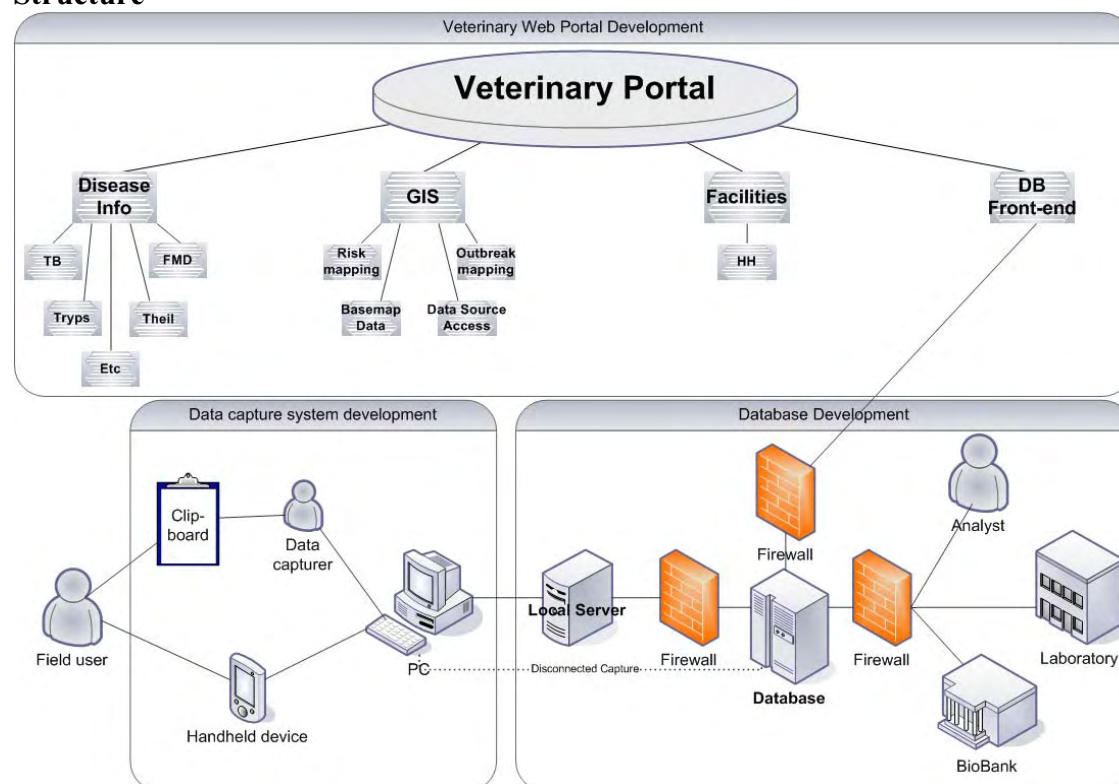 Structure
Veterinary Web Portal Development
Veterinary Portal
Disease
Info
GIS
Facilities
DB
Front-end
TB
FMD
Risk
mapping
Outbreak
mapping
HH
Tryps
Theil
Basemap
Data
Data Source
Access
Etc
Data capture system development
Database Development
Clip-
board
Data
capturer
Analyst
Firewall
Local Server
Field user
PC
Disconnected Capture
Firewall
Database
Firewall
Laboratory
Handheld device
BioBank